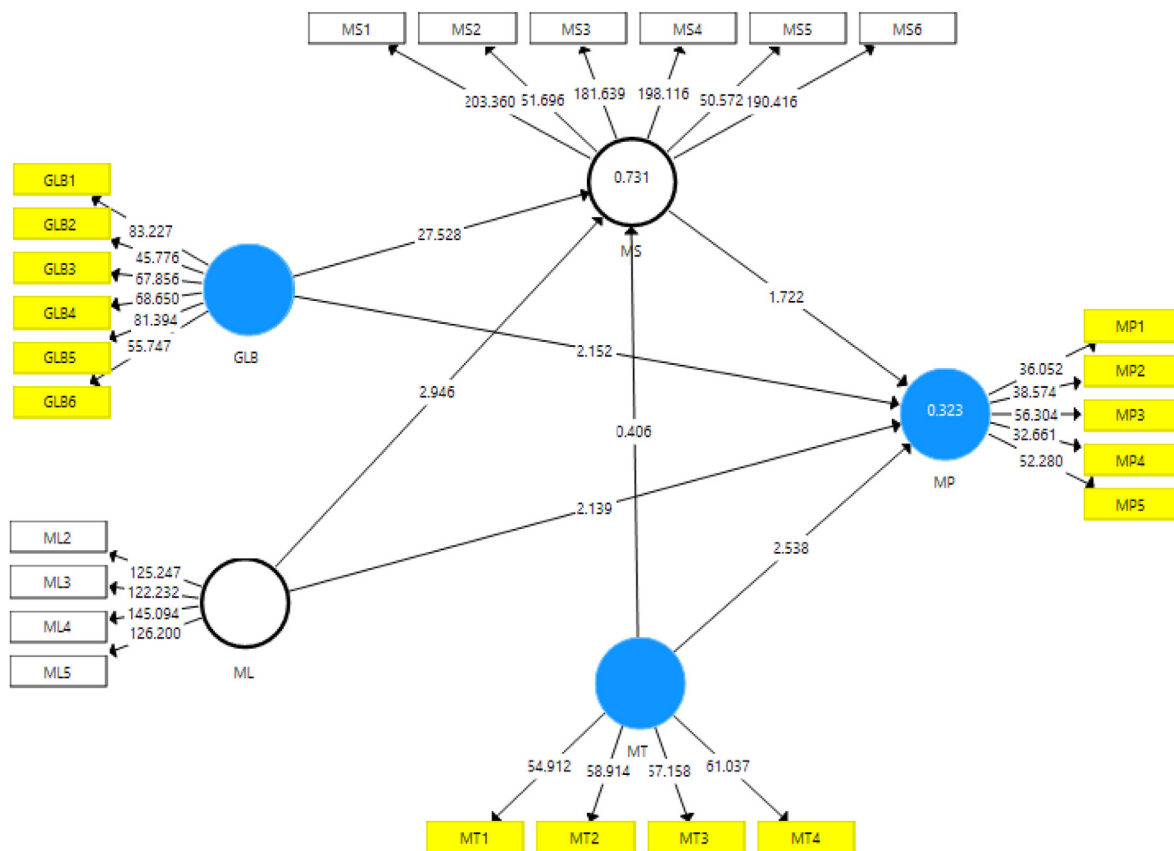 MS1 MS2 MS3 MS4 MS5 MS6
203.360 51.696 181.639 198.116 50.572 190.416
0.731
MS
GLB1
GLB2
GLB3
GLB4
GLB5
GLB6
83.227
45.776
67.856
68.650
81.394
55.747
GLB
27.528
2.152
1.722
2.946
0.406
2.139
2.538
MP1
MP2
MP3
MP4
MP5
36.052
38.574
56.304
32.661
52.280
0.323
MP
ML2
ML3
ML4
ML5
125.247
122.232
145.094
126.200
ML
MT
54.912 58.914 57.158 61.037
MT1 MT2 MT3 MT4